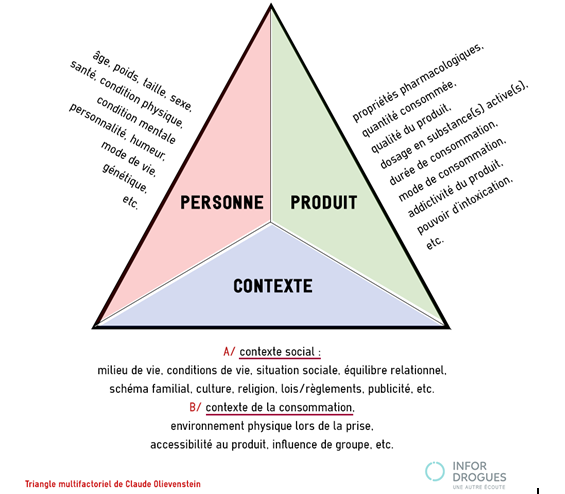 âge, poids, taille, sexe,
santé, condition physique,
condition mentale
personnalité, humeur,
mode de vie,
génétique,
etc.
propriétés pharmacologiques,
quantité consommée,
qualité du produit,
dosage en substance(s) active(s),
durée de consommation,
mode de consommation,
addictivité du produit,
pouvoir d'intoxication,
etc.
PERSONNE
PRODUIT
CONTEXTE
A/ contexte social :
milieu de vie, conditions de vie, situation sociale, équilibre relationnel,
schéma familial, culture, religion, lois/règlements, publicité, etc.
B/ contexte de la consommation,
environnement physique lors de la prise,
accessibilité au produit, influence de groupe, etc.
INFOR
DROGUES
UNE AUTRE ÉCOUTE
Triangle multifactoriel de Claude Olievenstein